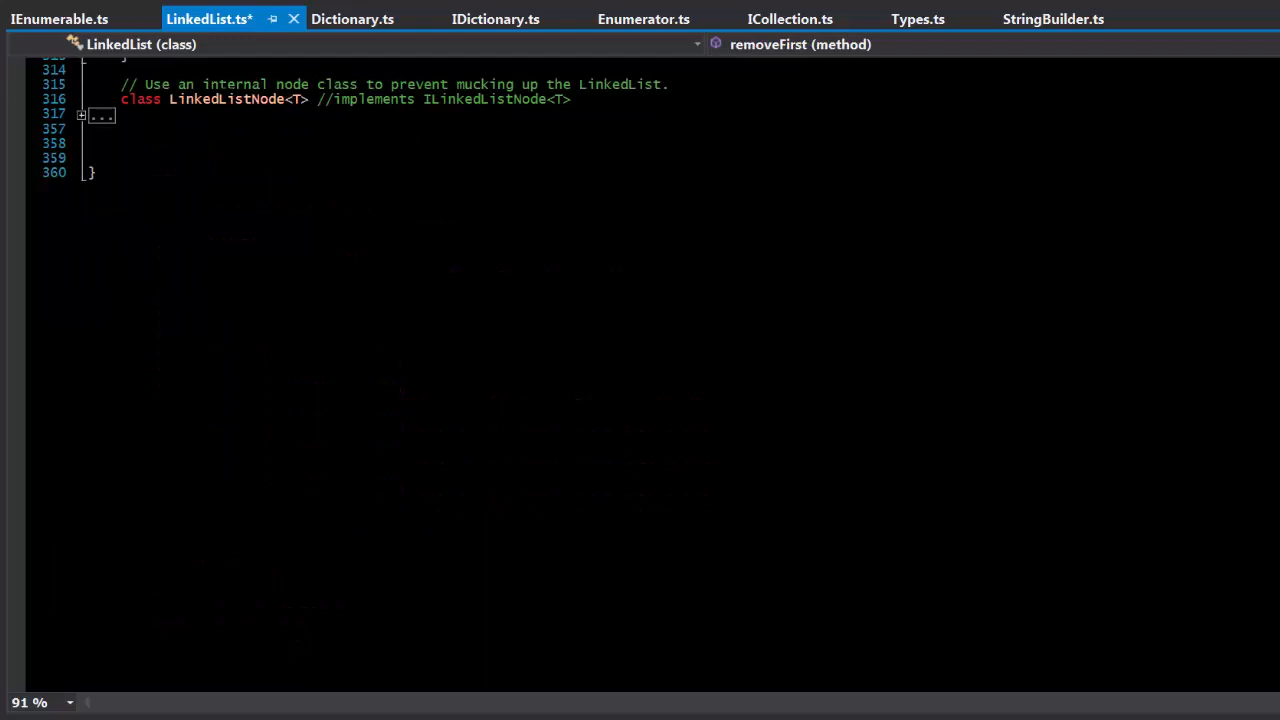 IEnumerable.ts LinkedList.ts* Dictionary.ts IDictionary.ts Enumerator.ts ICollection.ts Types.ts StringBuilder.ts
LinkedList (class) removeFirst (method)
314
315 // Use an internal node class to prevent mucking up the LinkedList.
316 class LinkedListNode<T> //implements ILinkedListNode<T>
317 ...
357
358
359
360 }
91 %